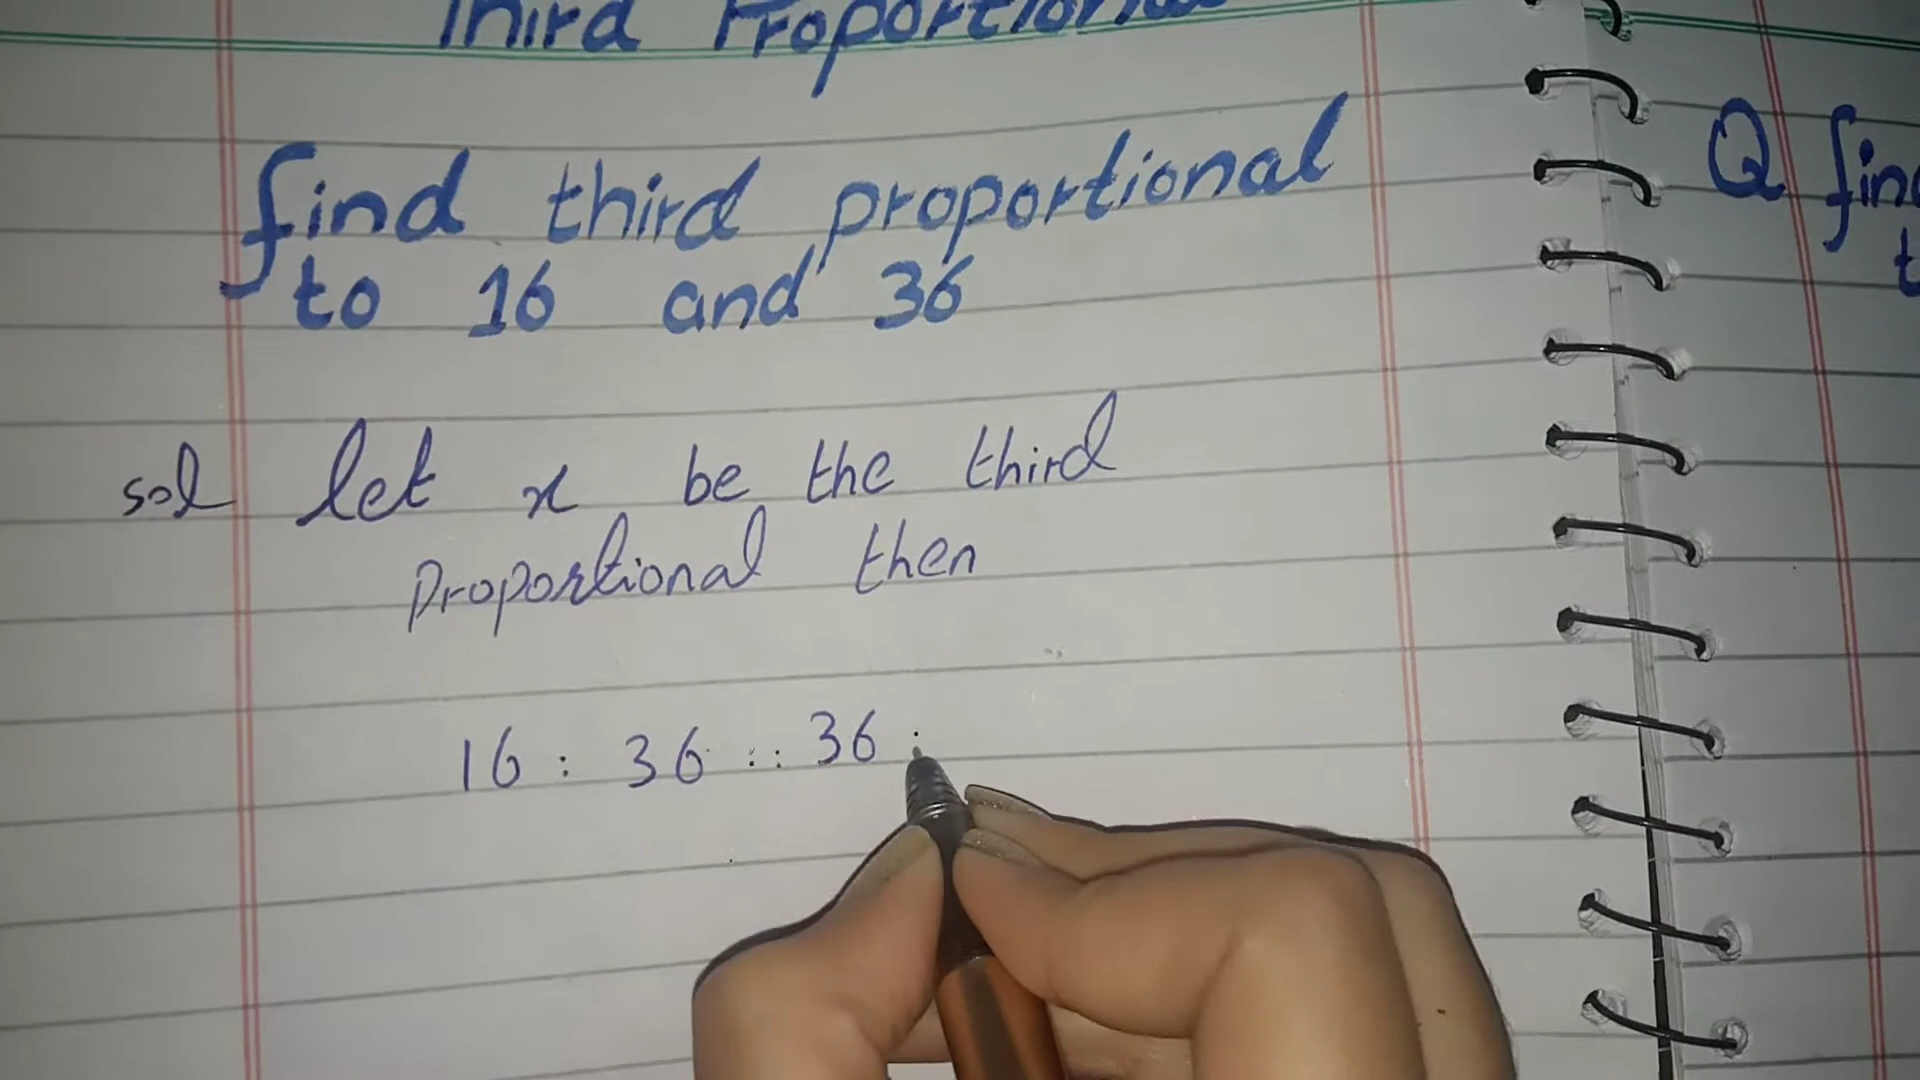 Third Proportional
find third proportional
to 16 and 36
sol let x be the third
Proportional then
16 : 36 :: 36 :
Q find